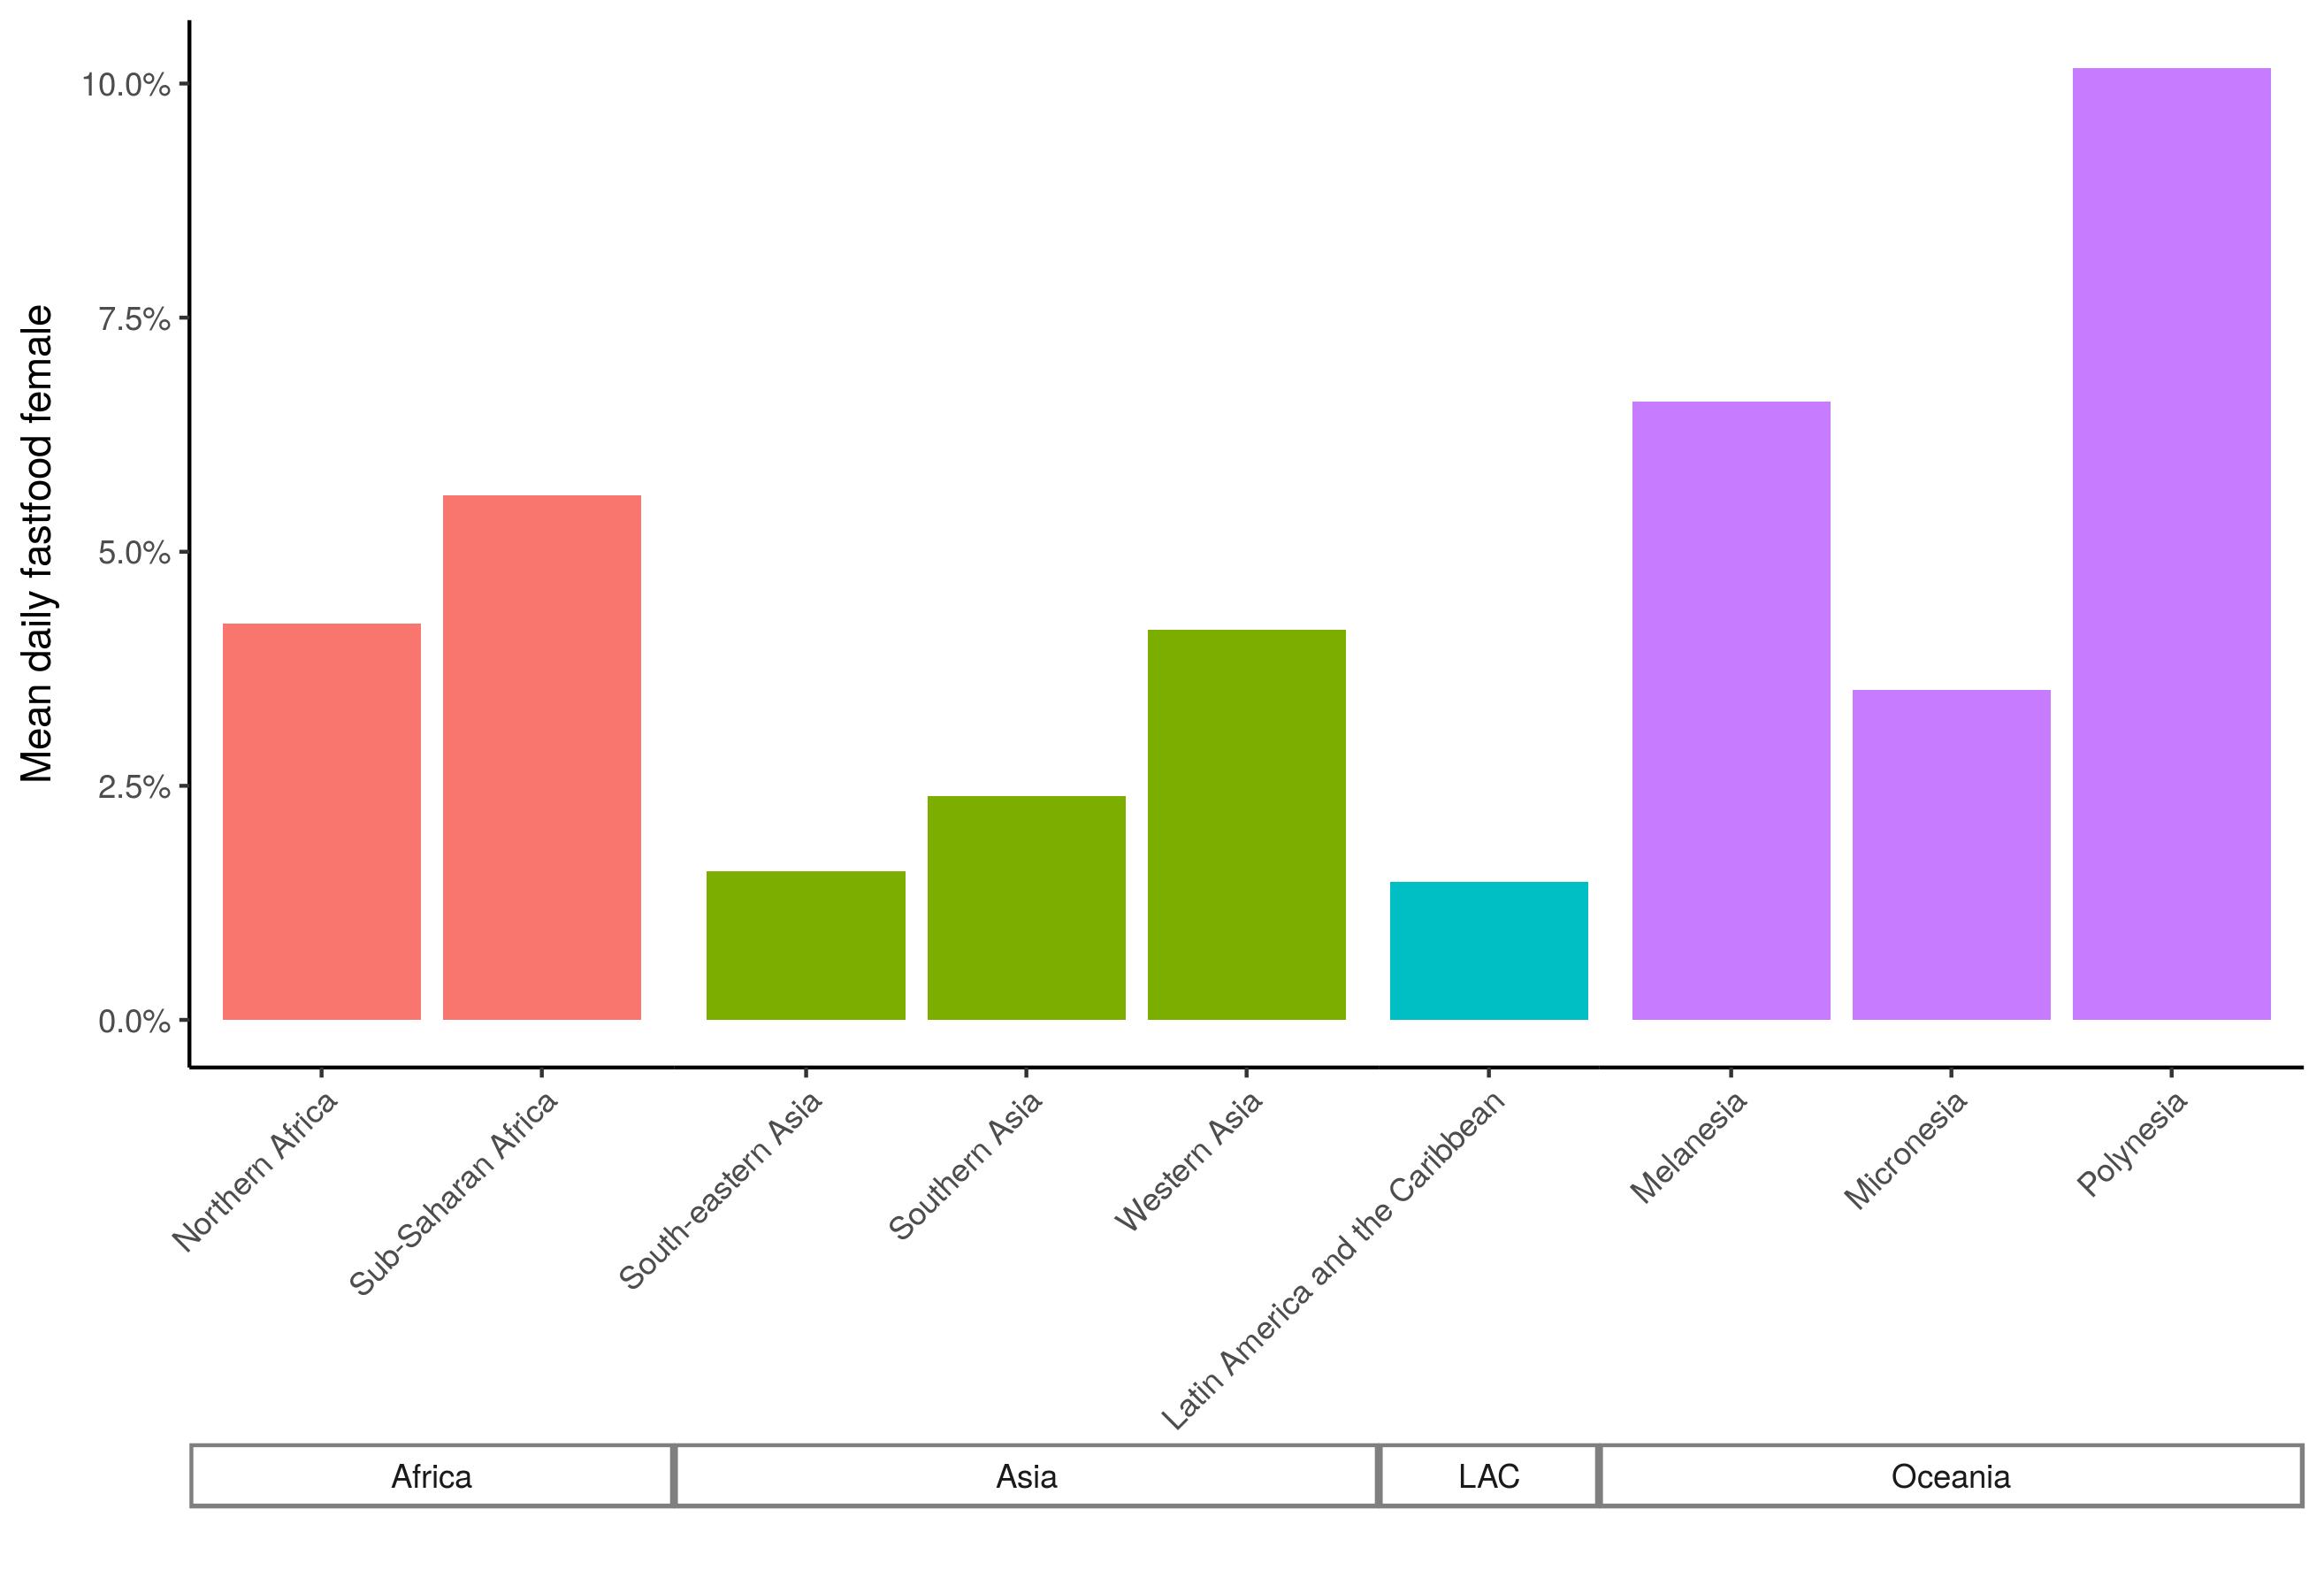 Mean daily fastfood female
10.0%
7.5%
5.0%
2.5%
0.0%
Northern Africa
Sub-Saharan Africa
South-eastern Asia
Southern Asia
Western Asia
Latin America and the Caribbean
Melanesia
Micronesia
Polynesia
Africa
Asia
LAC
Oceania